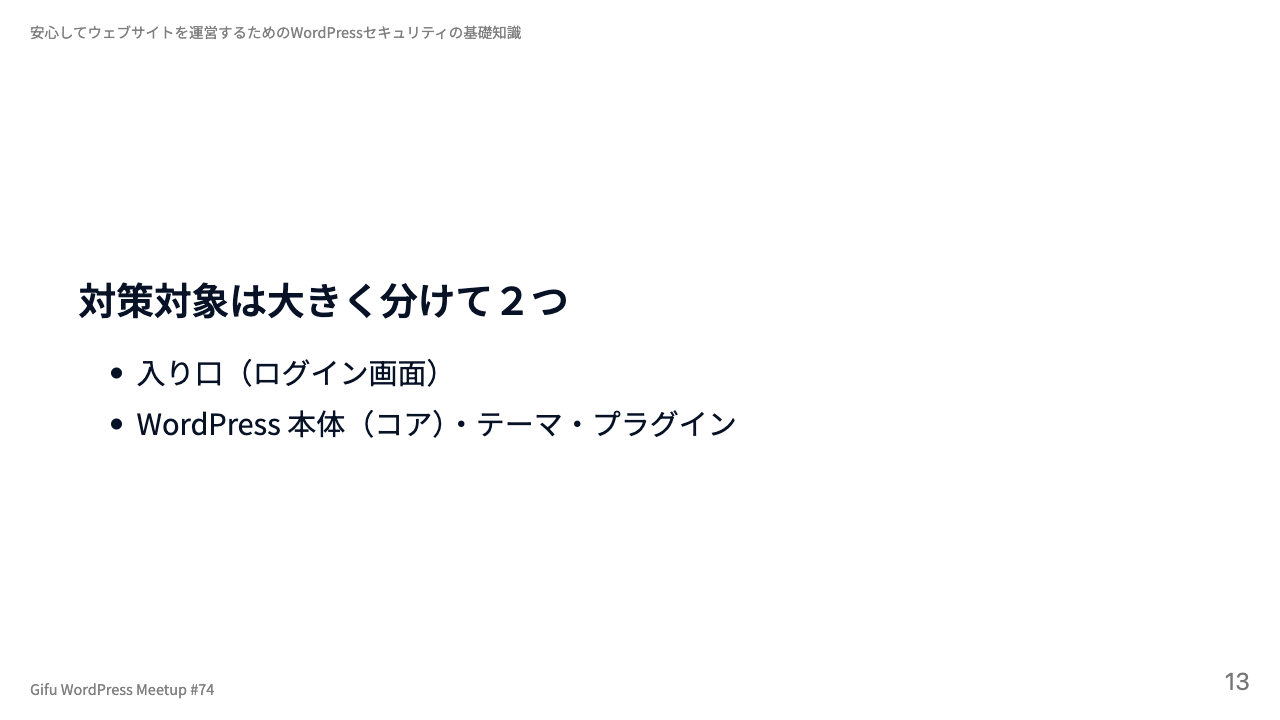 安心してウェブサイトを運営するためのWordPressセキュリティの基礎知識
対策対象は大きく分けて２つ
• 入り口（ログイン画面）
• WordPress 本体（コア）・テーマ・プラグイン
Gifu WordPress Meetup #74
13